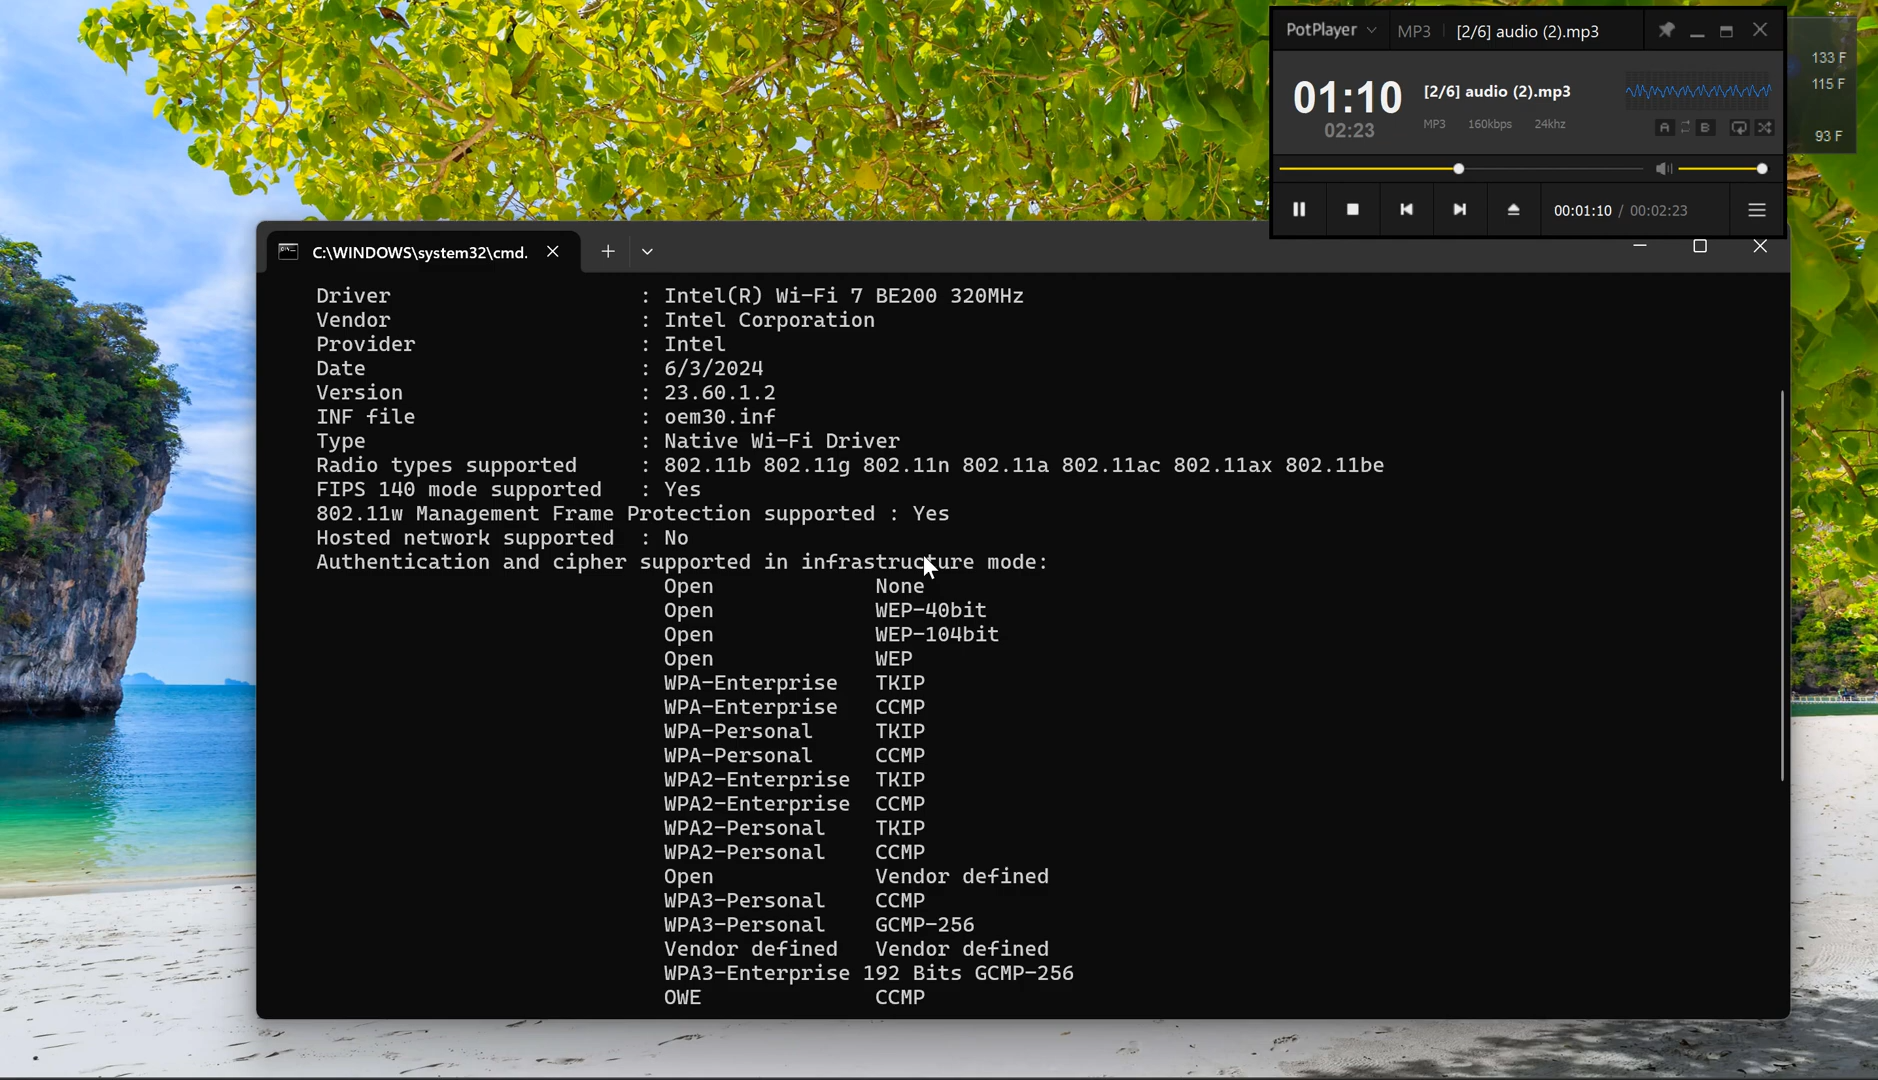 PotPlayer MP3 [2/6] audio (2).mp3
133 F
115 F
93 F
01:10
02:23
[2/6] audio (2).mp3
MP3 160kbps 24khz
A B
00:01:10 / 00:02:23
C:\WINDOWS\system32\cmd.
Driver : Intel(R) Wi-Fi 7 BE200 320MHz
Vendor : Intel Corporation
Provider : Intel
Date : 6/3/2024
Version : 23.60.1.2
INF file : oem30.inf
Type : Native Wi-Fi Driver
Radio types supported : 802.11b 802.11g 802.11n 802.11a 802.11ac 802.11ax 802.11be
FIPS 140 mode supported : Yes
802.11w Management Frame Protection supported : Yes
Hosted network supported : No
Authentication and cipher supported in infrastructure mode:
Open None
Open WEP-40bit
Open WEP-104bit
Open WEP
WPA-Enterprise TKIP
WPA-Enterprise CCMP
WPA-Personal TKIP
WPA-Personal CCMP
WPA2-Enterprise TKIP
WPA2-Enterprise CCMP
WPA2-Personal TKIP
WPA2-Personal CCMP
Open Vendor defined
WPA3-Personal CCMP
WPA3-Personal GCMP-256
Vendor defined Vendor defined
WPA3-Enterprise 192 Bits GCMP-256
OWE CCMP